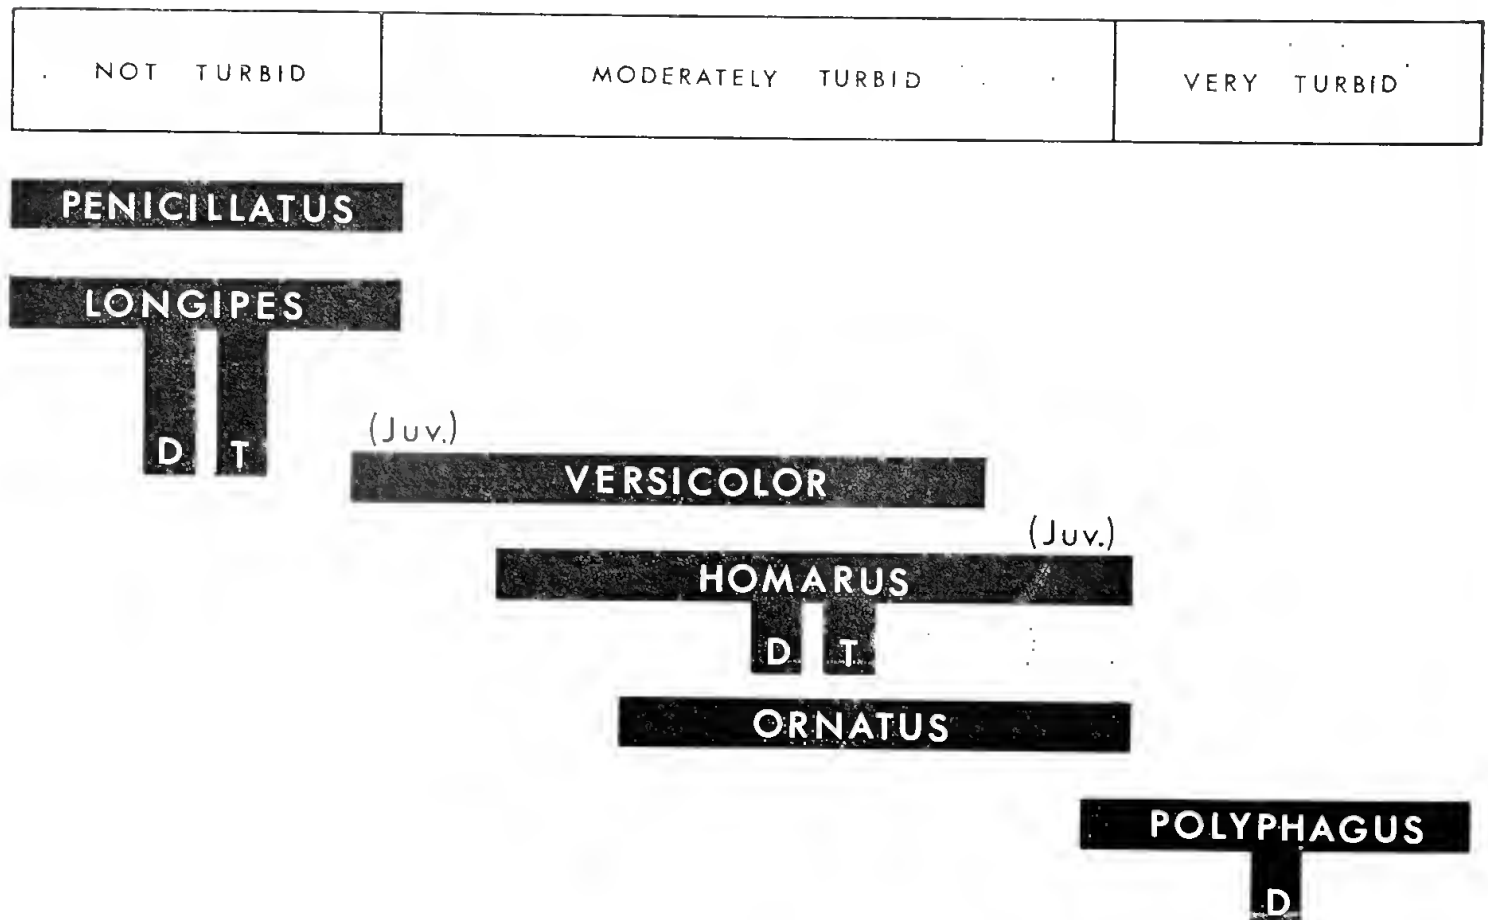 NOT TURBID
MODERATELY TURBID
VERY TURBID
PENICILLATUS
LONGIPES
D T
(Juv.)
VERSICOLOR
(Juv.)
HOMARUS
D T
ORNATUS
POLYPHAGUS
D